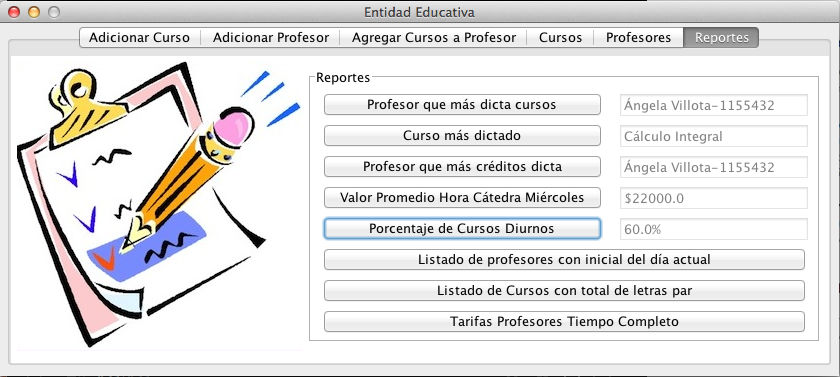 Entidad Educativa
Adicionar Curso Adicionar Profesor Agregar Cursos a Profesor Cursos Profesores Reportes
Reportes
Profesor que más dicta cursos Ángela Villota-1155432
Curso más dictado Cálculo Integral
Profesor que más créditos dicta Ángela Villota-1155432
Valor Promedio Hora Cátedra Miércoles $22000.0
Porcentaje de Cursos Diurnos 60.0%
Listado de profesores con inicial del día actual
Listado de Cursos con total de letras par
Tarifas Profesores Tiempo Completo